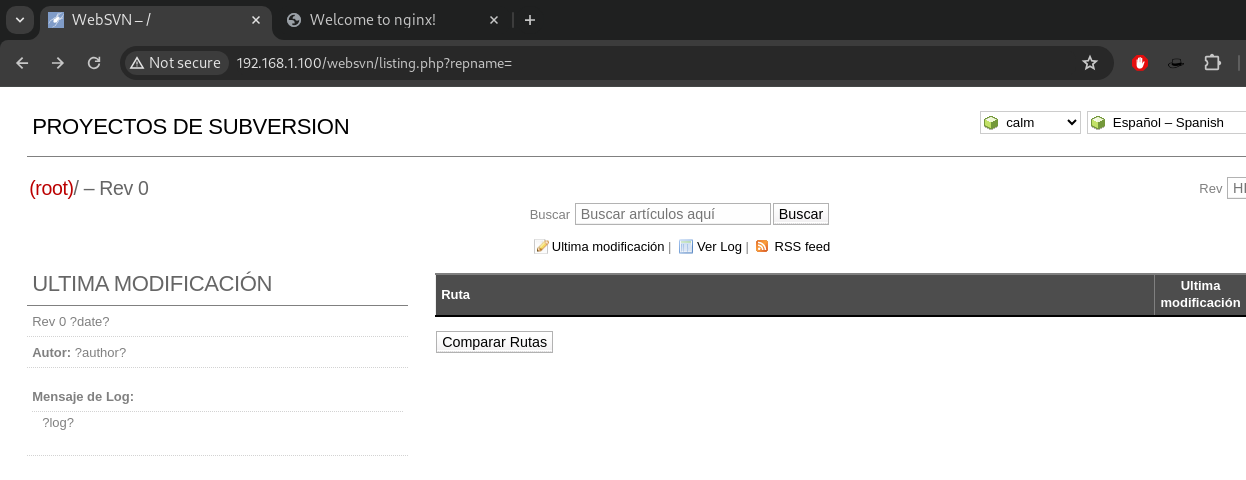 WebSVN – /
Welcome to nginx!
Not secure
192.168.1.100/websvn/listing.php?repname=
PROYECTOS DE SUBVERSION
calm
Español – Spanish
(root)/ – Rev 0
Rev
Buscar
Buscar artículos aquí
Buscar
Ultima modificación | Ver Log | RSS feed
ULTIMA MODIFICACIÓN
Rev 0 ?date?
Autor: ?author?
Mensaje de Log:
?log?
Ruta
Ultima
modificación
Comparar Rutas